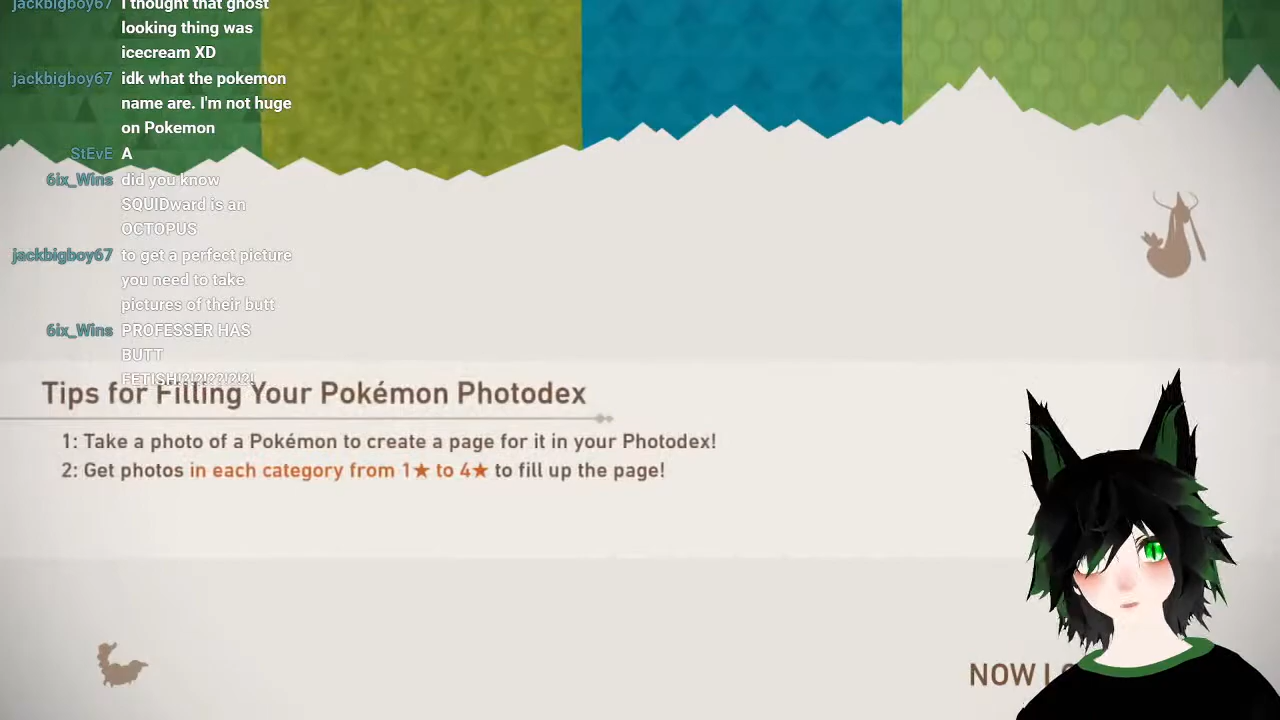 jackbigboy67 I thought that ghost
looking thing was
icecream XD
jackbigboy67 idk what the pokemon
name are. I'm not huge
on Pokemon
StEvE A
6ix_Wins did you know
SQUIDward is an
OCTOPUS
jackbigboy67 to get a perfect picture
you need to take
pictures of their butt
6ix_Wins PROFESSER HAS
BUTT
FETISH!?!?!??!?!?!
Tips for Filling Your Pokémon Photodex
1: Take a photo of a Pokémon to create a page for it in your Photodex!
2: Get photos in each category from 1★ to 4★ to fill up the page!
NOW